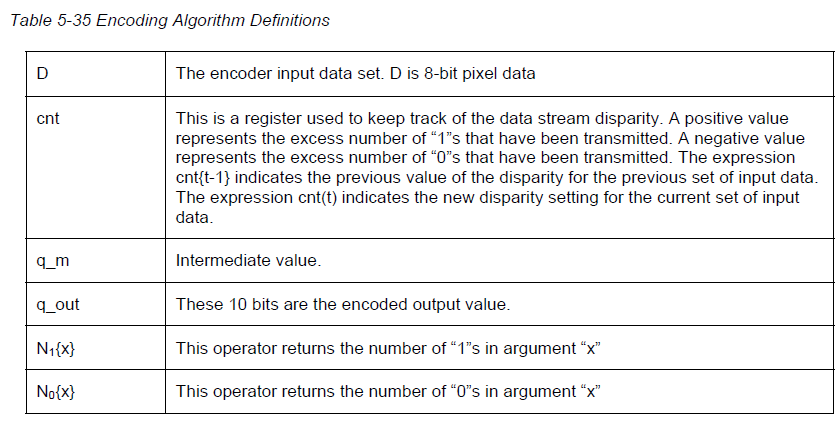 Table 5-35 Encoding Algorithm Definitions
D
The encoder input data set. D is 8-bit pixel data
cnt
This is a register used to keep track of the data stream disparity. A positive value
represents the excess number of “1”s that have been transmitted. A negative value
represents the excess number of “0”s that have been transmitted. The expression
cnt{t-1} indicates the previous value of the disparity for the previous set of input data.
The expression cnt(t) indicates the new disparity setting for the current set of input
data.
q_m
Intermediate value.
q_out
These 10 bits are the encoded output value.
N₁{x}
This operator returns the number of “1”s in argument “x”
N₀{x}
This operator returns the number of “0”s in argument “x”